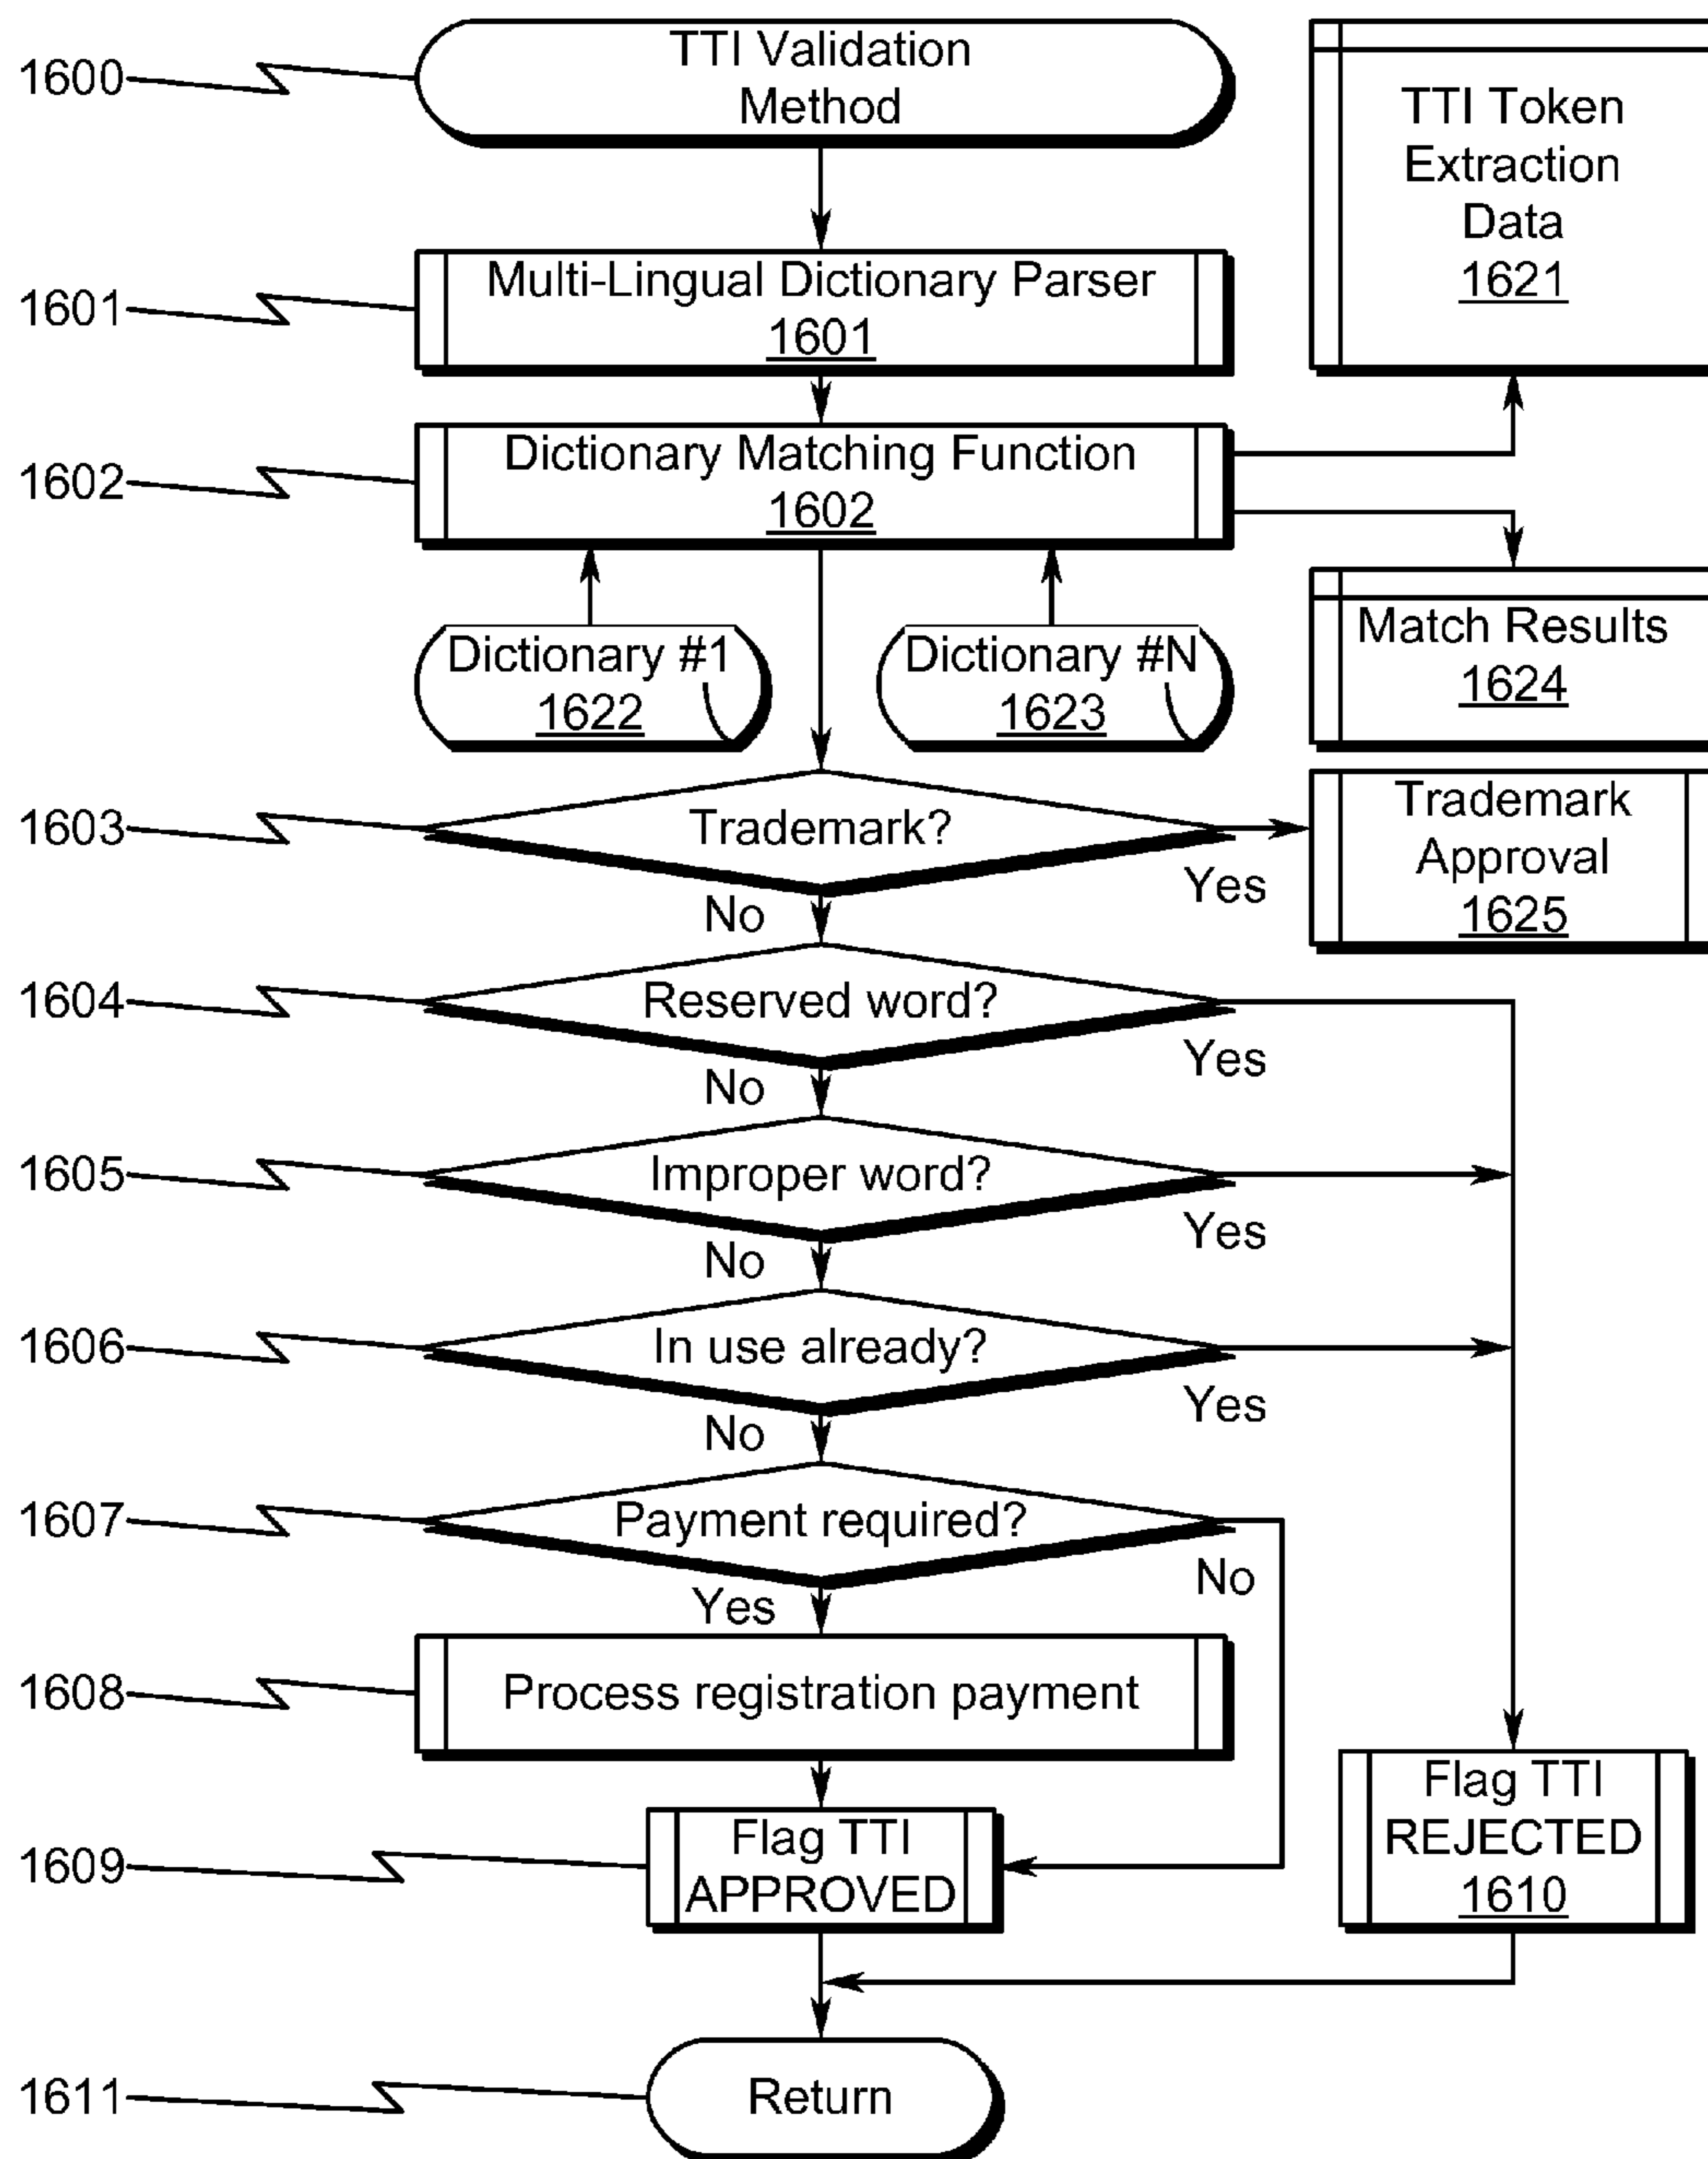 1600
TTI Validation
Method
TTI Token
Extraction
Data
1621
1601
Multi-Lingual Dictionary Parser
1601
1602
Dictionary Matching Function
1602
Dictionary #1
1622
Dictionary #N
1623
Match Results
1624
1603
Trademark?
Yes
No
Trademark
Approval
1625
1604
Reserved word?
Yes
No
1605
Improper word?
Yes
No
1606
In use already?
Yes
No
1607
Payment required?
No
Yes
1608
Process registration payment
1609
Flag TTI
APPROVED
Flag TTI
REJECTED
1610
1611
Return